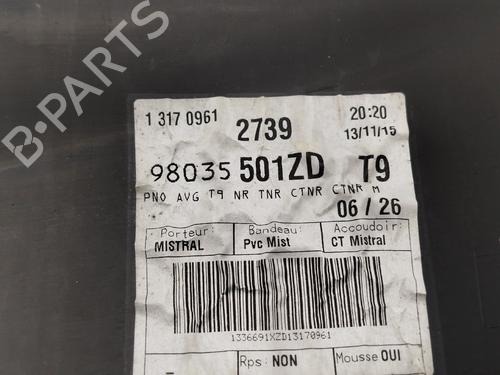 1 3170 0961
2739
20:20
13/11/15
98035 501ZD T9
PNO AVG T9 NR TNR CTNR CTNR M
06 / 26
Porteur: Bandeau: Accoudoir:
MISTRAL Pvc Mist CT Mistral
1336691XZD13170961
Rps: NON Mousse OUI
B-PARTS